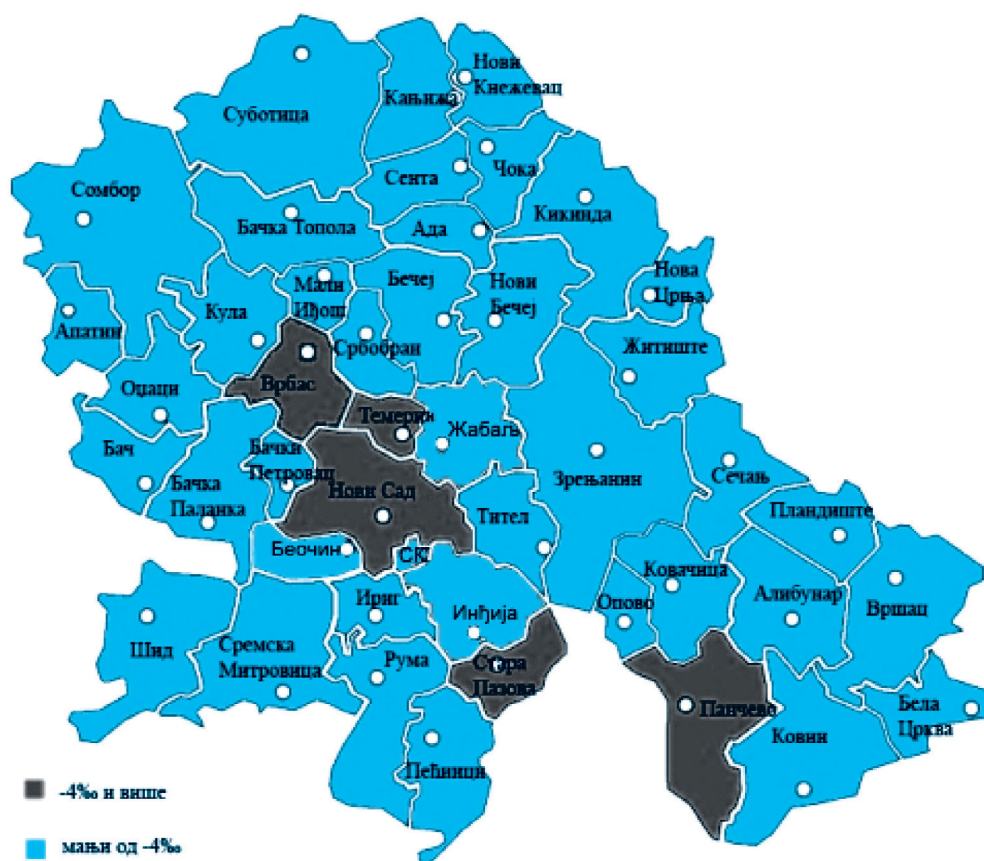 Нови
Кнежевац
Кањижа
Суботица
Чока
Сента
Сомбор
Кикинда
Бачка Топола
Ада
Нова
Црња
Мали
Иђош
Бечеј
Нови
Бечеј
Кула
Апатин
Србобран
Житиште
Оџаци
Врбас
Темерин
Жабаљ
Бач
Бачки
Петровац
Зрењанин
Сечањ
Бачка
Паланка
Нови Сад
Тител
Пландиште
Беочин
СК
Ковачица
Ириг
Инђија
Опово
Алибунар
Вршац
Шид
Сремска
Митровица
Рума
Стара
Пазова
Панчево
Бела
Црква
Ковин
Пећинци
-4‰ и више
мањи од -4‰